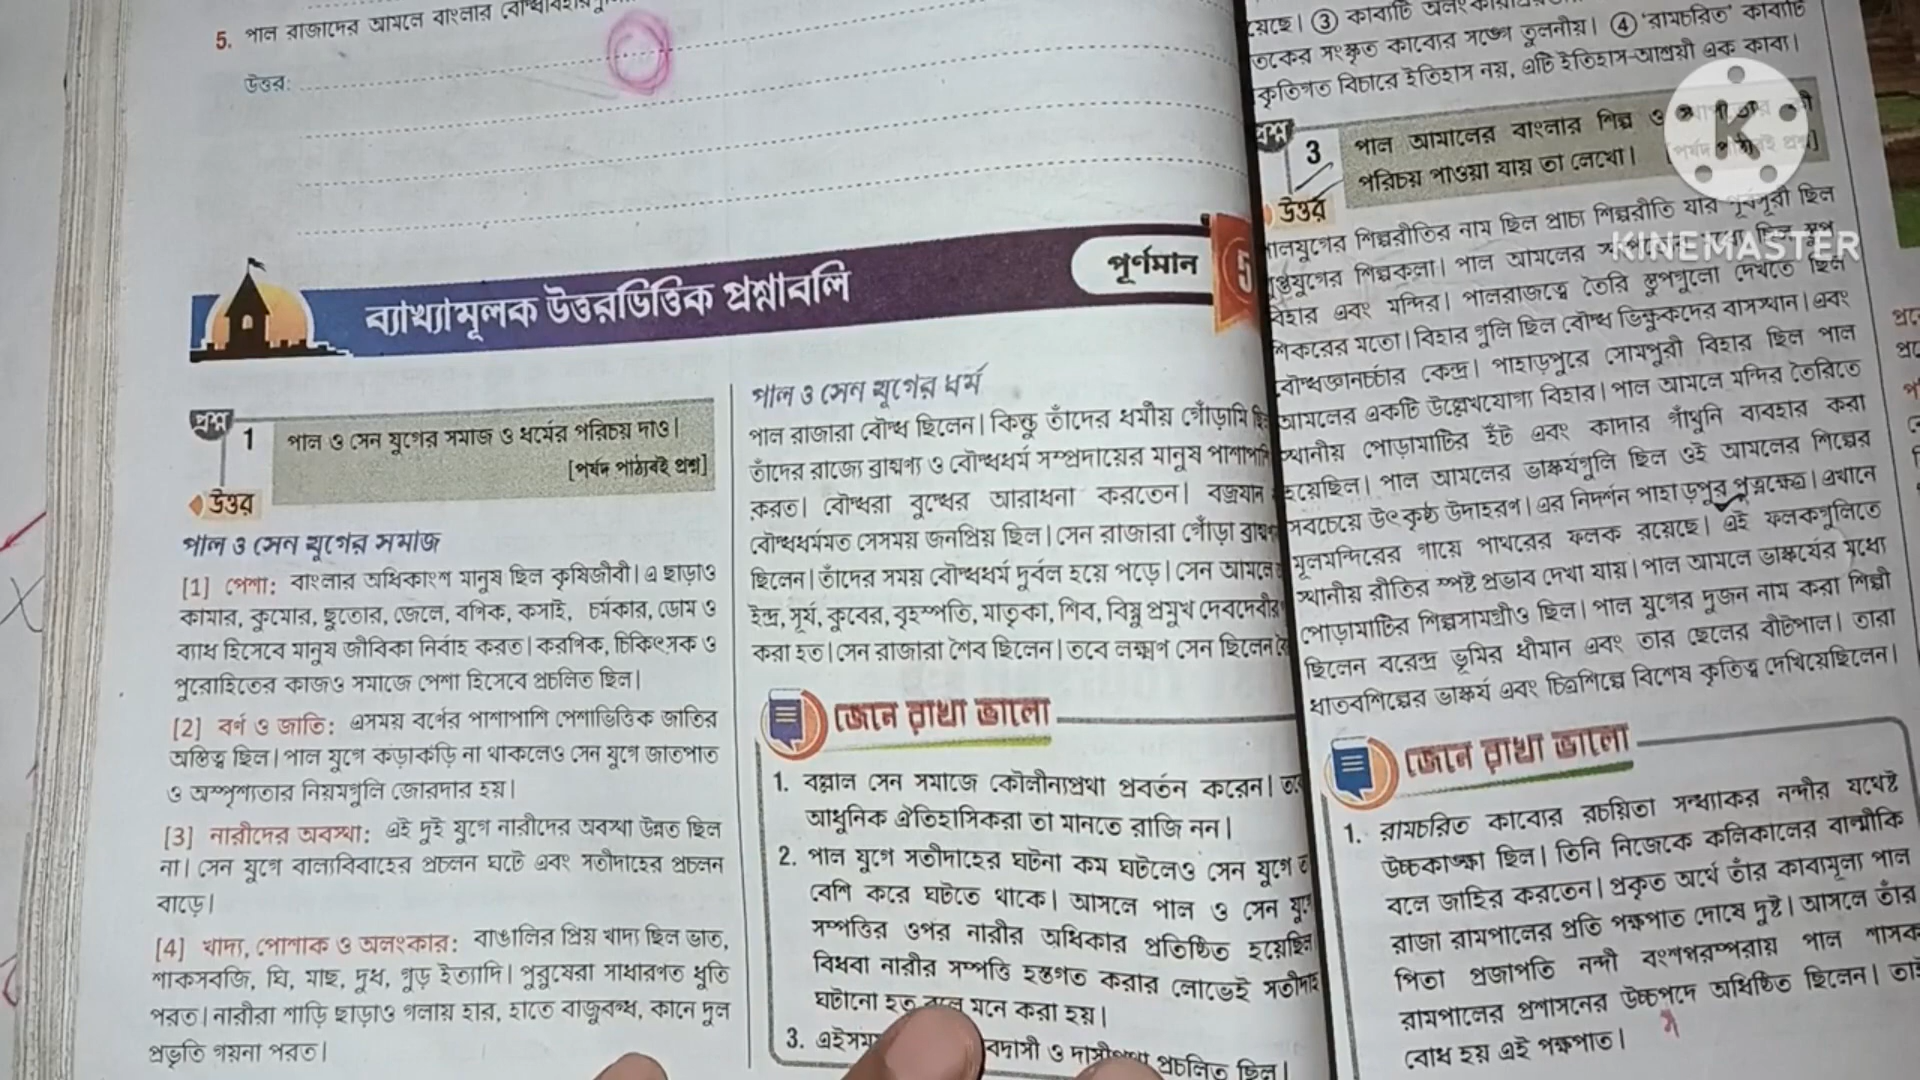 5. পাল রাজাদের আমলে বাংলার
উত্তর:
ব্যাখ্যামূলক উত্তরভিত্তিক প্রশ্নাবলি
পূর্ণমান 5
প্রশ্ন 1 পাল ও সেন যুগের সমাজ ও ধর্মের পরিচয় দাও।
[পর্ষদ পাঠ্যবই প্রশ্ন]
উত্তর
পাল ও সেন যুগের সমাজ
[1] পেশা: বাংলার অধিকাংশ মানুষ ছিল কৃষিজীবী। এ ছাড়াও
কামার, কুমোর, ছুতোর, জেলে, বণিক, কসাই, চর্মকার, ডোম ও
ব্যাধ হিসেবে মানুষ জীবিকা নির্বাহ করত। করণিক, চিকিৎসক ও
পুরোহিতের কাজও সমাজে পেশা হিসেবে প্রচলিত ছিল।
[2] বর্ণ ও জাতি: এসময় বর্ণের পাশাপাশি পেশাভিত্তিক জাতির
অস্তিত্ব ছিল। পাল যুগে কড়াকড়ি না থাকলেও সেন যুগে জাতপাত
ও অস্পৃশ্যতার নিয়মগুলি জোরদার হয়।
[3] নারীদের অবস্থা: এই দুই যুগে নারীদের অবস্থা উন্নত ছিল
না। সেন যুগে বাল্যবিবাহের প্রচলন ঘটে এবং সতীদাহের প্রচলন
বাড়ে।
[4] খাদ্য, পোশাক ও অলংকার: বাঙালির প্রিয় খাদ্য ছিল ভাত,
শাকসবজি, ঘি, মাছ, দুধ, গুড় ইত্যাদি। পুরুষেরা সাধারণত ধুতি
পরত। নারীরা শাড়ি ছাড়াও গলায় হার, হাতে বাজুবন্ধ, কানে দুল
প্রভৃতি গয়না পরত।
পাল ও সেন যুগের ধর্ম
পাল রাজারা বৌদ্ধ ছিলেন। কিন্তু তাঁদের ধর্মীয় গোঁড়ামি
তাঁদের রাজ্যে ব্রাহ্মণ্য ও বৌদ্ধধর্ম সম্প্রদায়ের মানুষ
করত। বৌদ্ধরা বুদ্ধের আরাধনা করতেন। বজ্রযান
বৌদ্ধধর্মমত সেসময় জনপ্রিয় ছিল। সেন রাজারা গোঁড়া
ছিলেন। তাঁদের সময় বৌদ্ধধর্ম দুর্বল হয়ে পড়ে। সেন আমলে
ইন্দ্র, সূর্য, কুবের, বৃহস্পতি, মাতৃকা, শিব, বিষ্ণু প্রমুখ দেবদেবীর
করা হত। সেন রাজারা শৈব ছিলেন। তবে লক্ষ্মণ সেন ছিলেন
জেনে রাখা ভালো
1. বল্লাল সেন সমাজে কৌলীন্যপ্রথা প্রবর্তন করেন।
আধুনিক ঐতিহাসিকরা তা মানতে রাজি নন।
2. পাল যুগে সতীদাহের ঘটনা কম ঘটলেও সেন যুগে
বেশি করে ঘটতে থাকে। আসলে পাল ও সেন
সম্পত্তির ওপর নারীর অধিকার প্রতিষ্ঠিত হয়েছিল
বিধবা নারীর সম্পত্তি হস্তগত করার লোভেই
ঘটানো হত বলে মনে করা হয়।
3. প্রচলিত ছিল।
য়েছে। ③ কাব্যটি
তকের সংস্কৃত কাব্যের সঙ্গে তুলনীয়। ④ 'রামচরিত' কাব্যটি
কৃতিগত বিচারে ইতিহাস নয়, এটি ইতিহাস-আশ্রয়ী এক কাব্য।
প্রশ্ন 3 পাল আমালের বাংলার শিল্প ও
পরিচয় পাওয়া যায় তা লেখো।
উত্তর
পালযুগের শিল্পরীতির নাম ছিল প্রাচ্য শিল্পরীতি যার পূর্বসূরী ছিল
গুপ্তযুগের শিল্পকলা। পাল আমলের ছিল স্তূপ
বিহার এবং মন্দির। পালরাজত্বে তৈরি স্তূপগুলো দেখতে ছিল
শিকরের মতো। বিহার গুলি ছিল বৌদ্ধ ভিক্ষুকদের বাসস্থান। এবং
বৌদ্ধজ্ঞানচর্চার কেন্দ্র। পাহাড়পুরে সোমপুরী বিহার ছিল পাল
আমলের একটি উল্লেখযোগ্য বিহার। পাল আমলে মন্দির তৈরিতে
স্থানীয় পোড়ামাটির ইঁট এবং কাদার গাঁথুনি ব্যবহার করা
হয়েছিল। পাল আমলের ভাস্কর্যগুলি ছিল ওই আমলের শিল্পের
সবচেয়ে উৎকৃষ্ঠ উদাহরণ। এর নিদর্শন পাহাড়পুর প্রত্নক্ষেত্র। এখানে
মূলমন্দিরের গায়ে পাথরের ফলক রয়েছে। এই ফলকগুলিতে
স্থানীয় রীতির স্পষ্ট প্রভাব দেখা যায়। পাল আমলে ভাস্কর্যের মধ্যে
পোড়ামাটির শিল্পসামগ্রীও ছিল। পাল যুগের দুজন নাম করা শিল্পী
ছিলেন বরেন্দ্র ভূমির ধীমান এবং তার ছেলের বীটপাল। তারা
ধাতবশিল্পের ভাস্কর্য এবং চিত্রশিল্পে বিশেষ কৃতিত্ব দেখিয়েছিলেন।
জেনে রাখা ভালো
1. রামচরিত কাব্যের রচয়িতা সন্ধ্যাকর নন্দীর যথেষ্ট
উচ্চকাঙ্ক্ষা ছিল। তিনি নিজেকে কলিকালের বাল্মীকি
বলে জাহির করতেন। প্রকৃত অর্থে তাঁর কাব্যমূল্য পাল
রাজা রামপালের প্রতি পক্ষপাত দোষে দুষ্ট। আসলে তাঁর
পিতা প্রজাপতি নন্দী বংশপরম্পরায় পাল শাসক
রামপালের প্রশাসনের উচ্চপদে অধিষ্ঠিত ছিলেন। তাই
বোধ হয় এই পক্ষপাত।
KINEMASTER